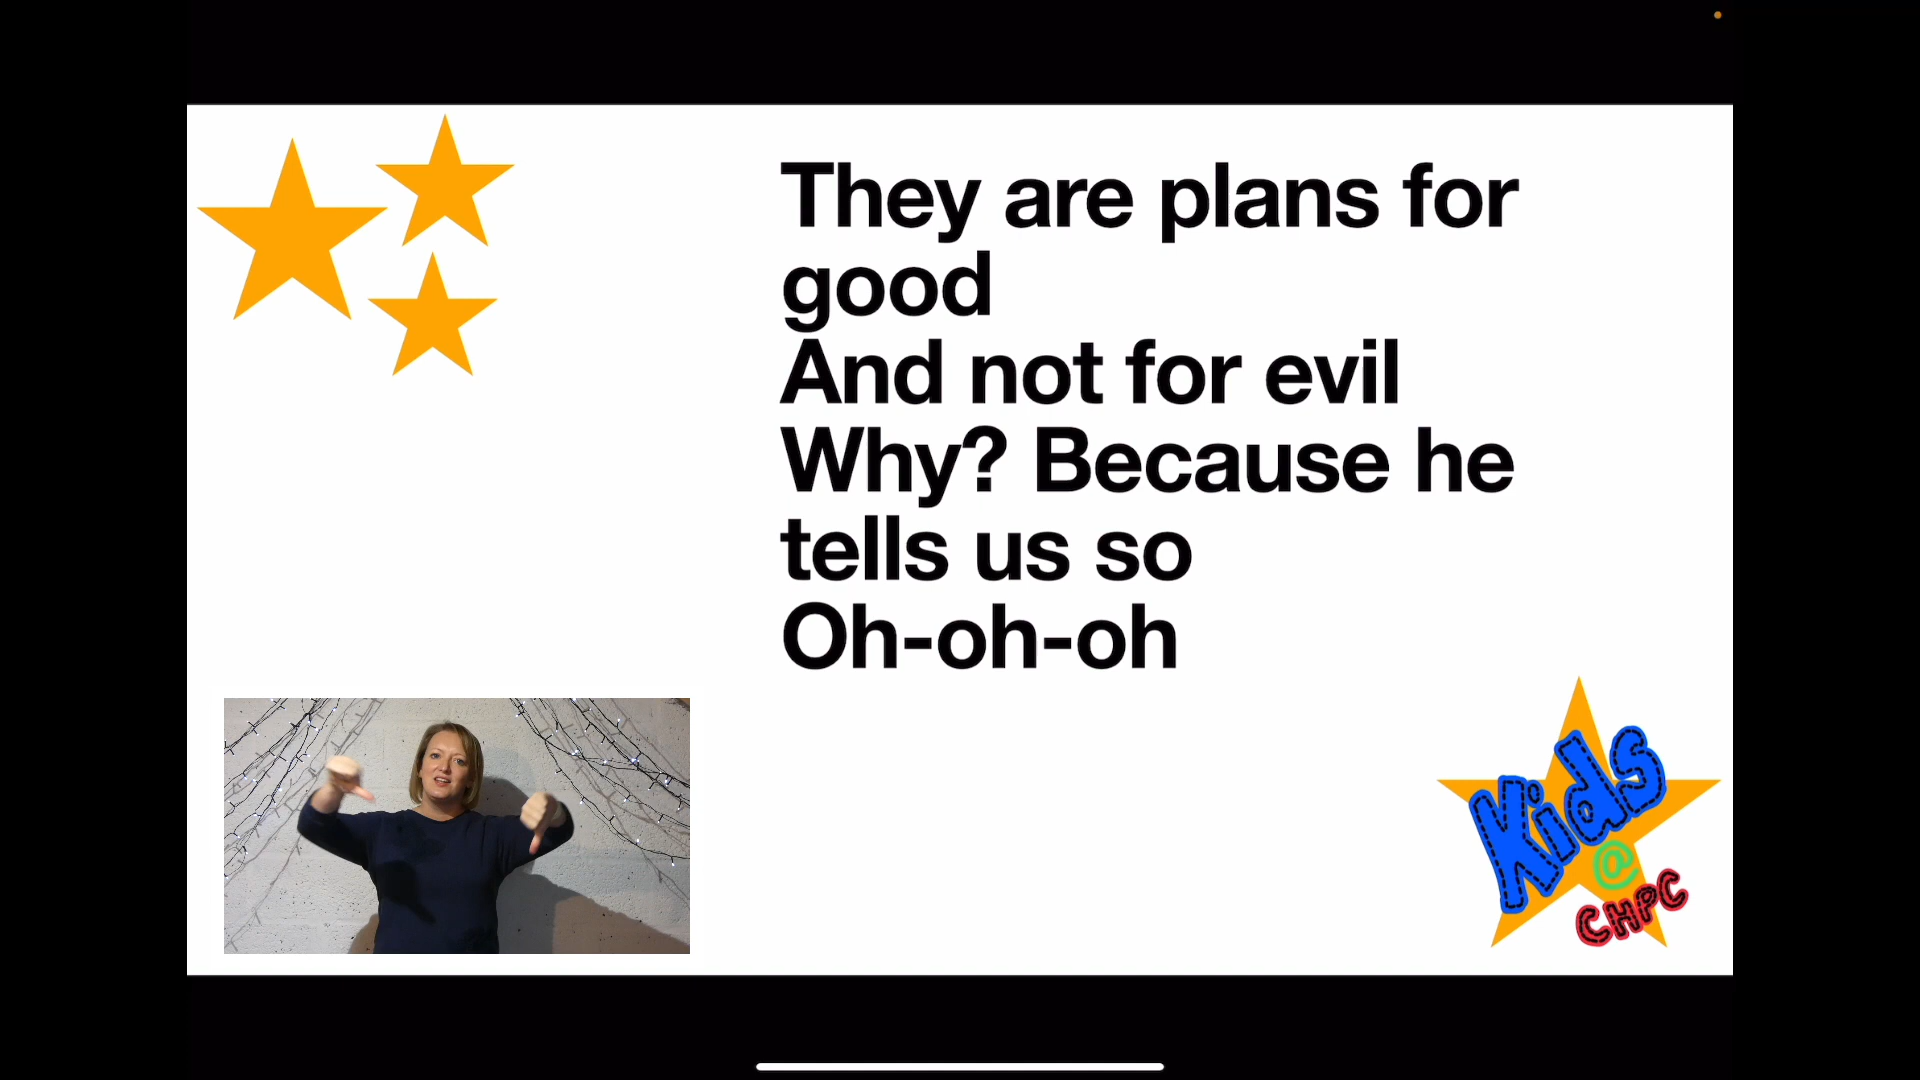 They are plans for
good
And not for evil
Why? Because he
tells us so
Oh-oh-oh
Kids
@
CHPC